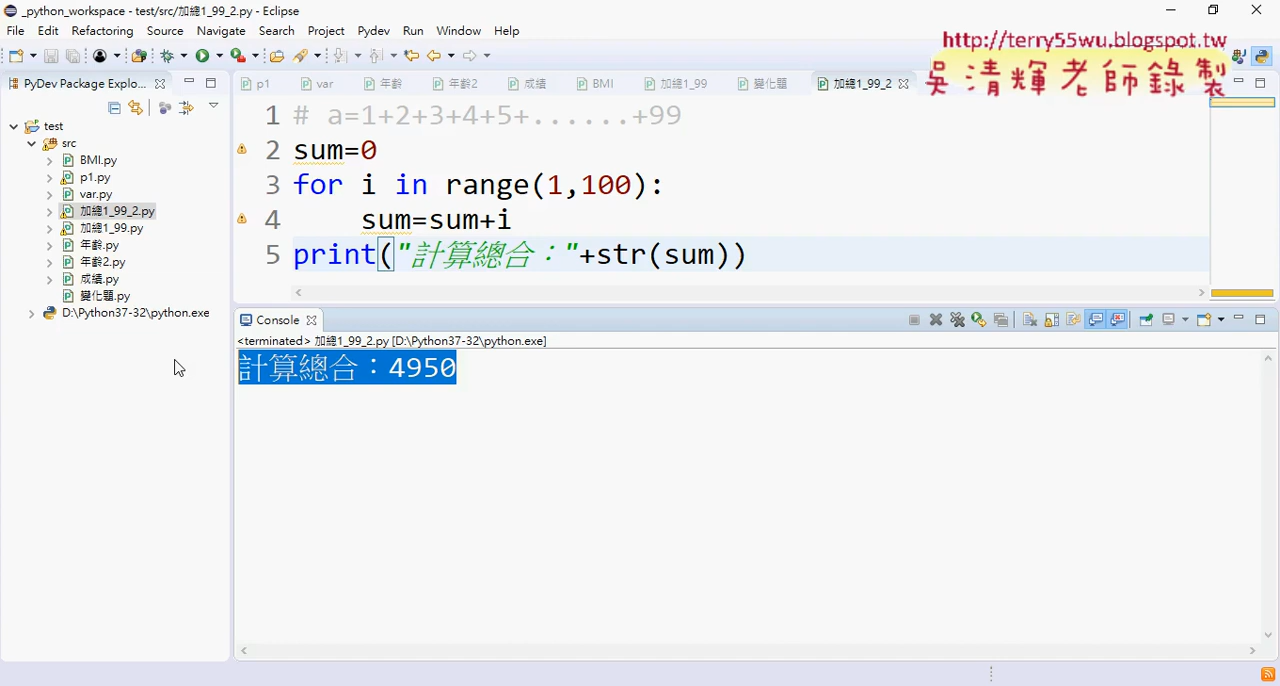 _python_workspace - test/src/加總1_99_2.py - Eclipse
File Edit Refactoring Source Navigate Search Project Pydev Run Window Help
http://terry55wu.blogspot.tw
吳清輝老師錄製
PyDev Package Explo...
p1 var 年齡 年齡2 成績 BMI 加總1_99 變化題 加總1_99_2
test
src
BMI.py
p1.py
var.py
加總1_99_2.py
加總1_99.py
年齡.py
年齡2.py
成績.py
變化題.py
D:\Python37-32\python.exe
1 # a=1+2+3+4+5+......+99
2 sum=0
3 for i in range(1,100):
4 sum=sum+i
5 print("計算總合："+str(sum))
Console
<terminated> 加總1_99_2.py [D:\Python37-32\python.exe]
計算總合：4950